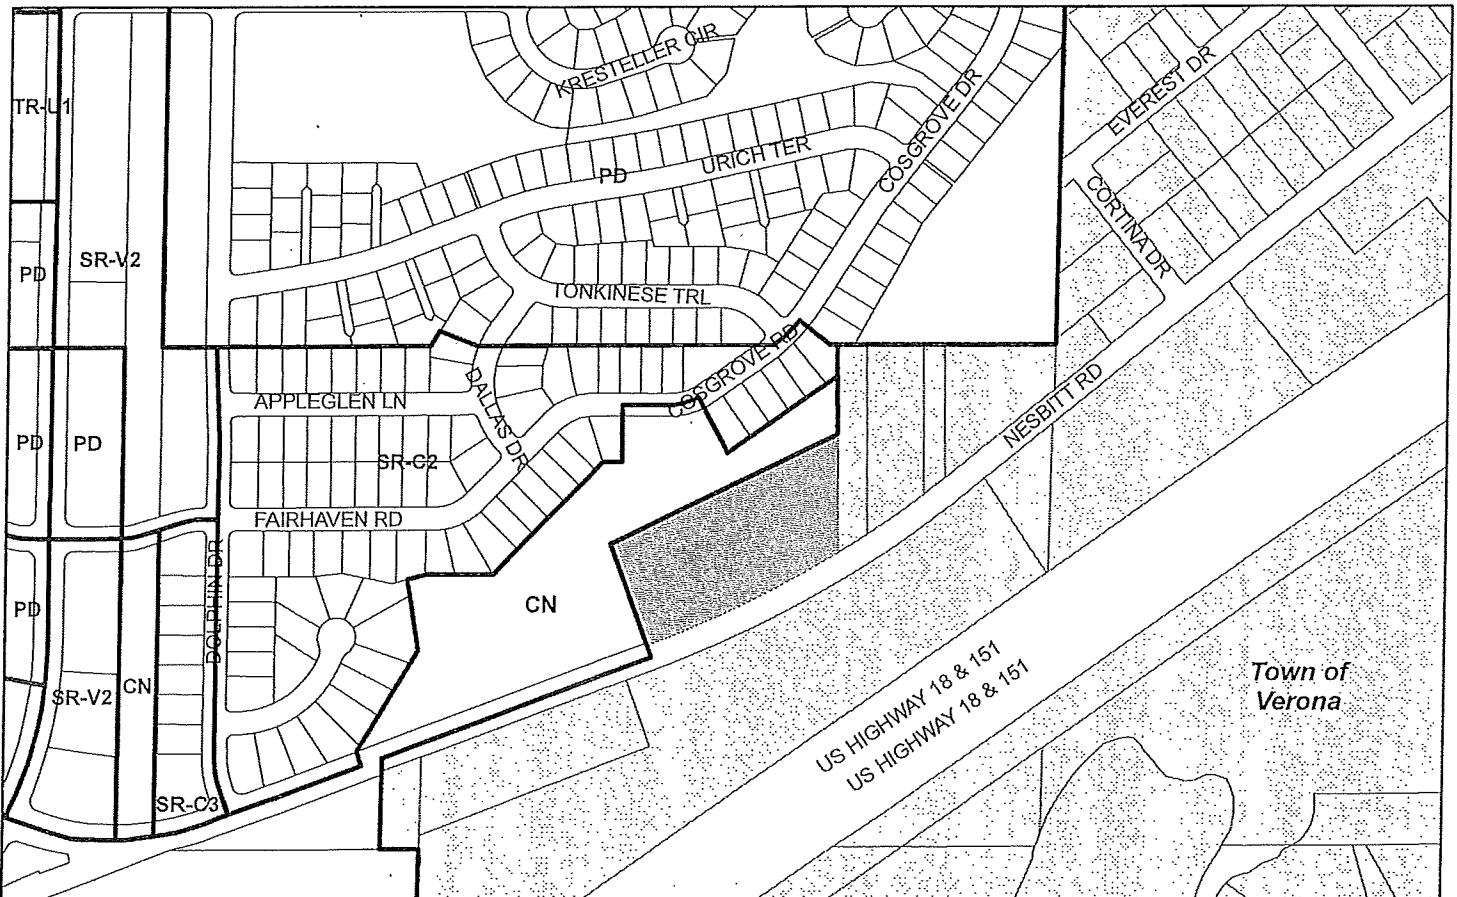 KRESTELLER CIR
TR-U1
EVEREST DR
COSGROVE DR
URICH TER
PD
CORTINA DR
SR-V2
PD
TONKINESE TRL
COSGROVE RD
NESBITT RD
DALLAS DR
APPLEGLEN LN
PD
PD
SR-C2
FAIRHAVEN RD
DOLPHIN DR
PD
CN
SR-V2
CN
SR-C3
US HIGHWAY 18 & 151
US HIGHWAY 18 & 151
Town of
Verona